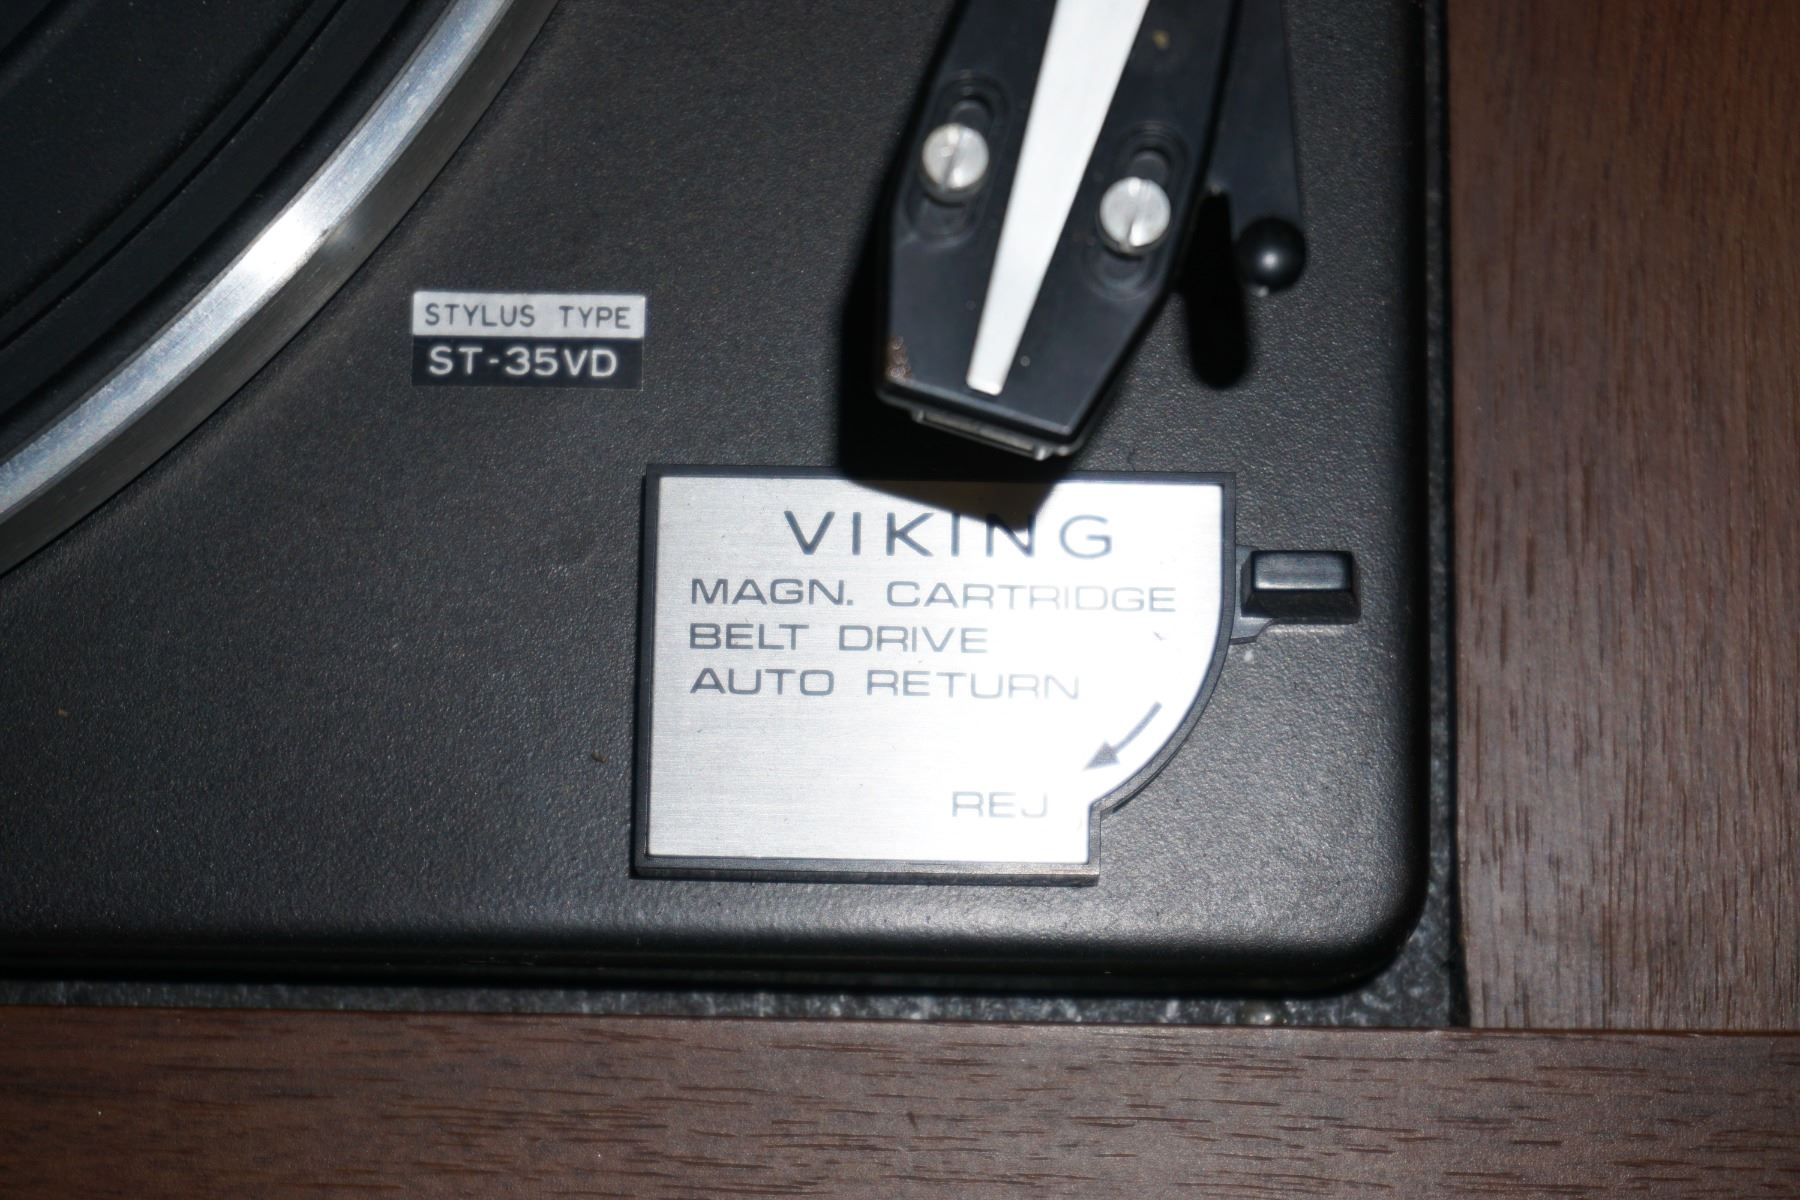 STYLUS TYPE
ST-35VD
VIKING
MAGN. CARTRIDGE
BELT DRIVE
AUTO RETURN
REJ